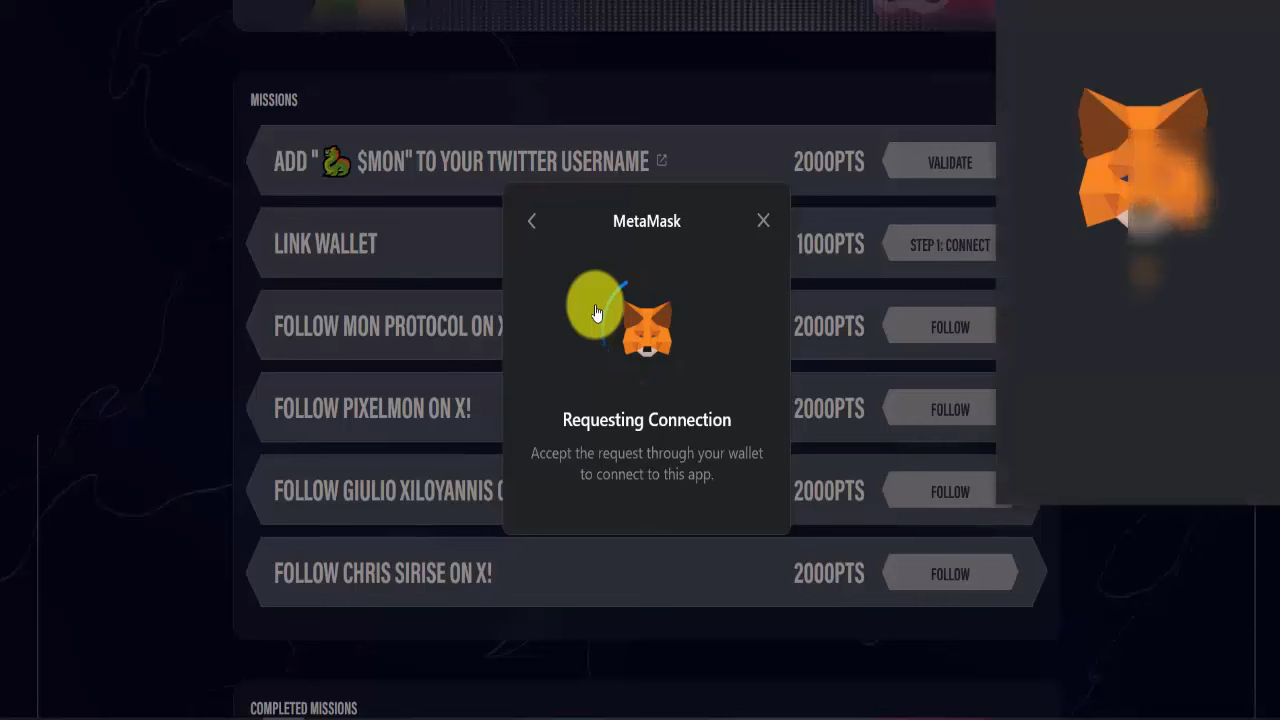 MISSIONS
ADD "🐉 $MON" TO YOUR TWITTER USERNAME 2000PTS VALIDATE
MetaMask
LINK WALLET 1000PTS STEP 1: CONNECT
FOLLOW MON PROTOCOL ON 2000PTS FOLLOW
FOLLOW PIXELMON ON X! 2000PTS FOLLOW
Requesting Connection
Accept the request through your wallet
to connect to this app.
FOLLOW GIULIO XILOYANNIS 2000PTS FOLLOW
FOLLOW CHRIS SIRISE ON X! 2000PTS FOLLOW
COMPLETED MISSIONS